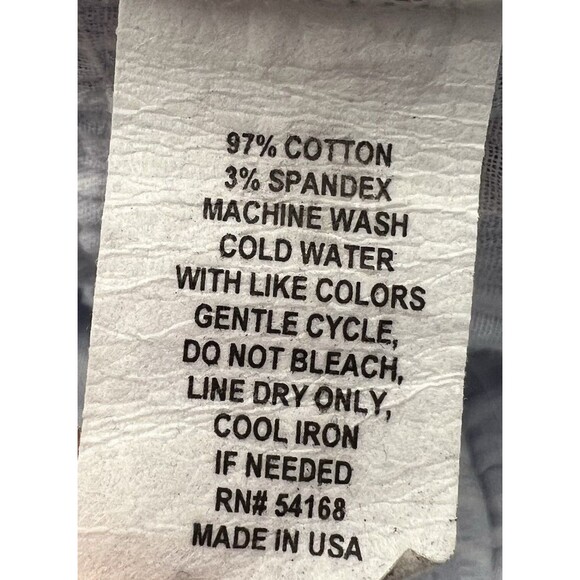 97% COTTON
3% SPANDEX
MACHINE WASH
COLD WATER
WITH LIKE COLORS
GENTLE CYCLE,
DO NOT BLEACH,
LINE DRY ONLY,
COOL IRON
IF NEEDED
RN# 54168
MADE IN USA